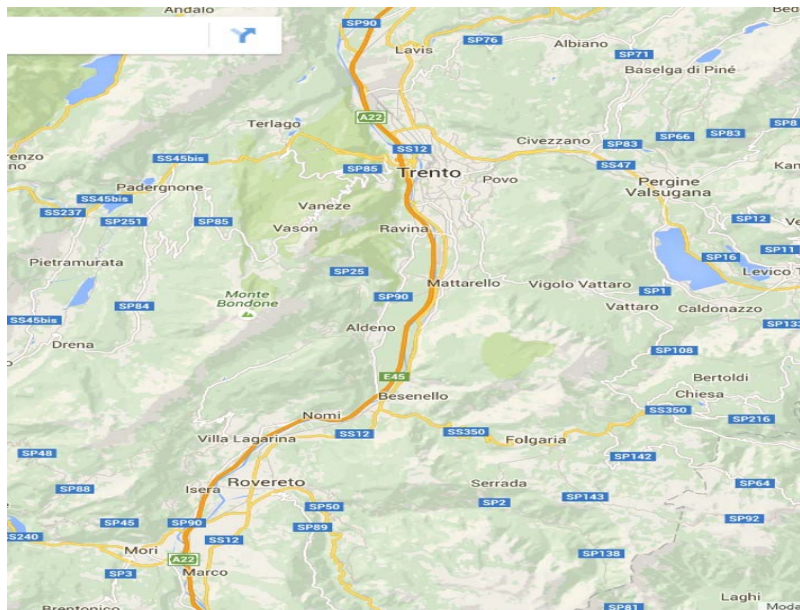 Andalo
SP90
Lavis
SP76
Albiano
SP71
Baselga di Piné
A22
Terlago
SP8
SP66
SP83
Civezzano
SP83
SS12
SS45bis
SP85
Trento
SS47
Povo
Padergnone
Pergine
Valsugana
SS45bis
Vaneze
SS237
SP251
SP85
Vason
Ravina
SP12
SP11
Pietramurata
SP25
SP16
Mattarello
Vigolo Vattaro
SP1
Levico T
Monte
Bondone
SP90
SP84
Vattaro
Caldonazzo
SS45bis
Aldeno
SP133
Drena
SP108
E45
Bertoldi
Besenello
Chiesa
Nomi
SS350
SP216
Villa Lagarina
SS12
SS350
Folgaria
SP48
SP142
Isera
Rovereto
Serrada
SP64
SP88
SP2
SP143
SP50
SP45
SP90
SP89
SP92
SS240
SS12
Mori
A22
SP138
SP3
Marco
Laghi
Brentonico
SP81